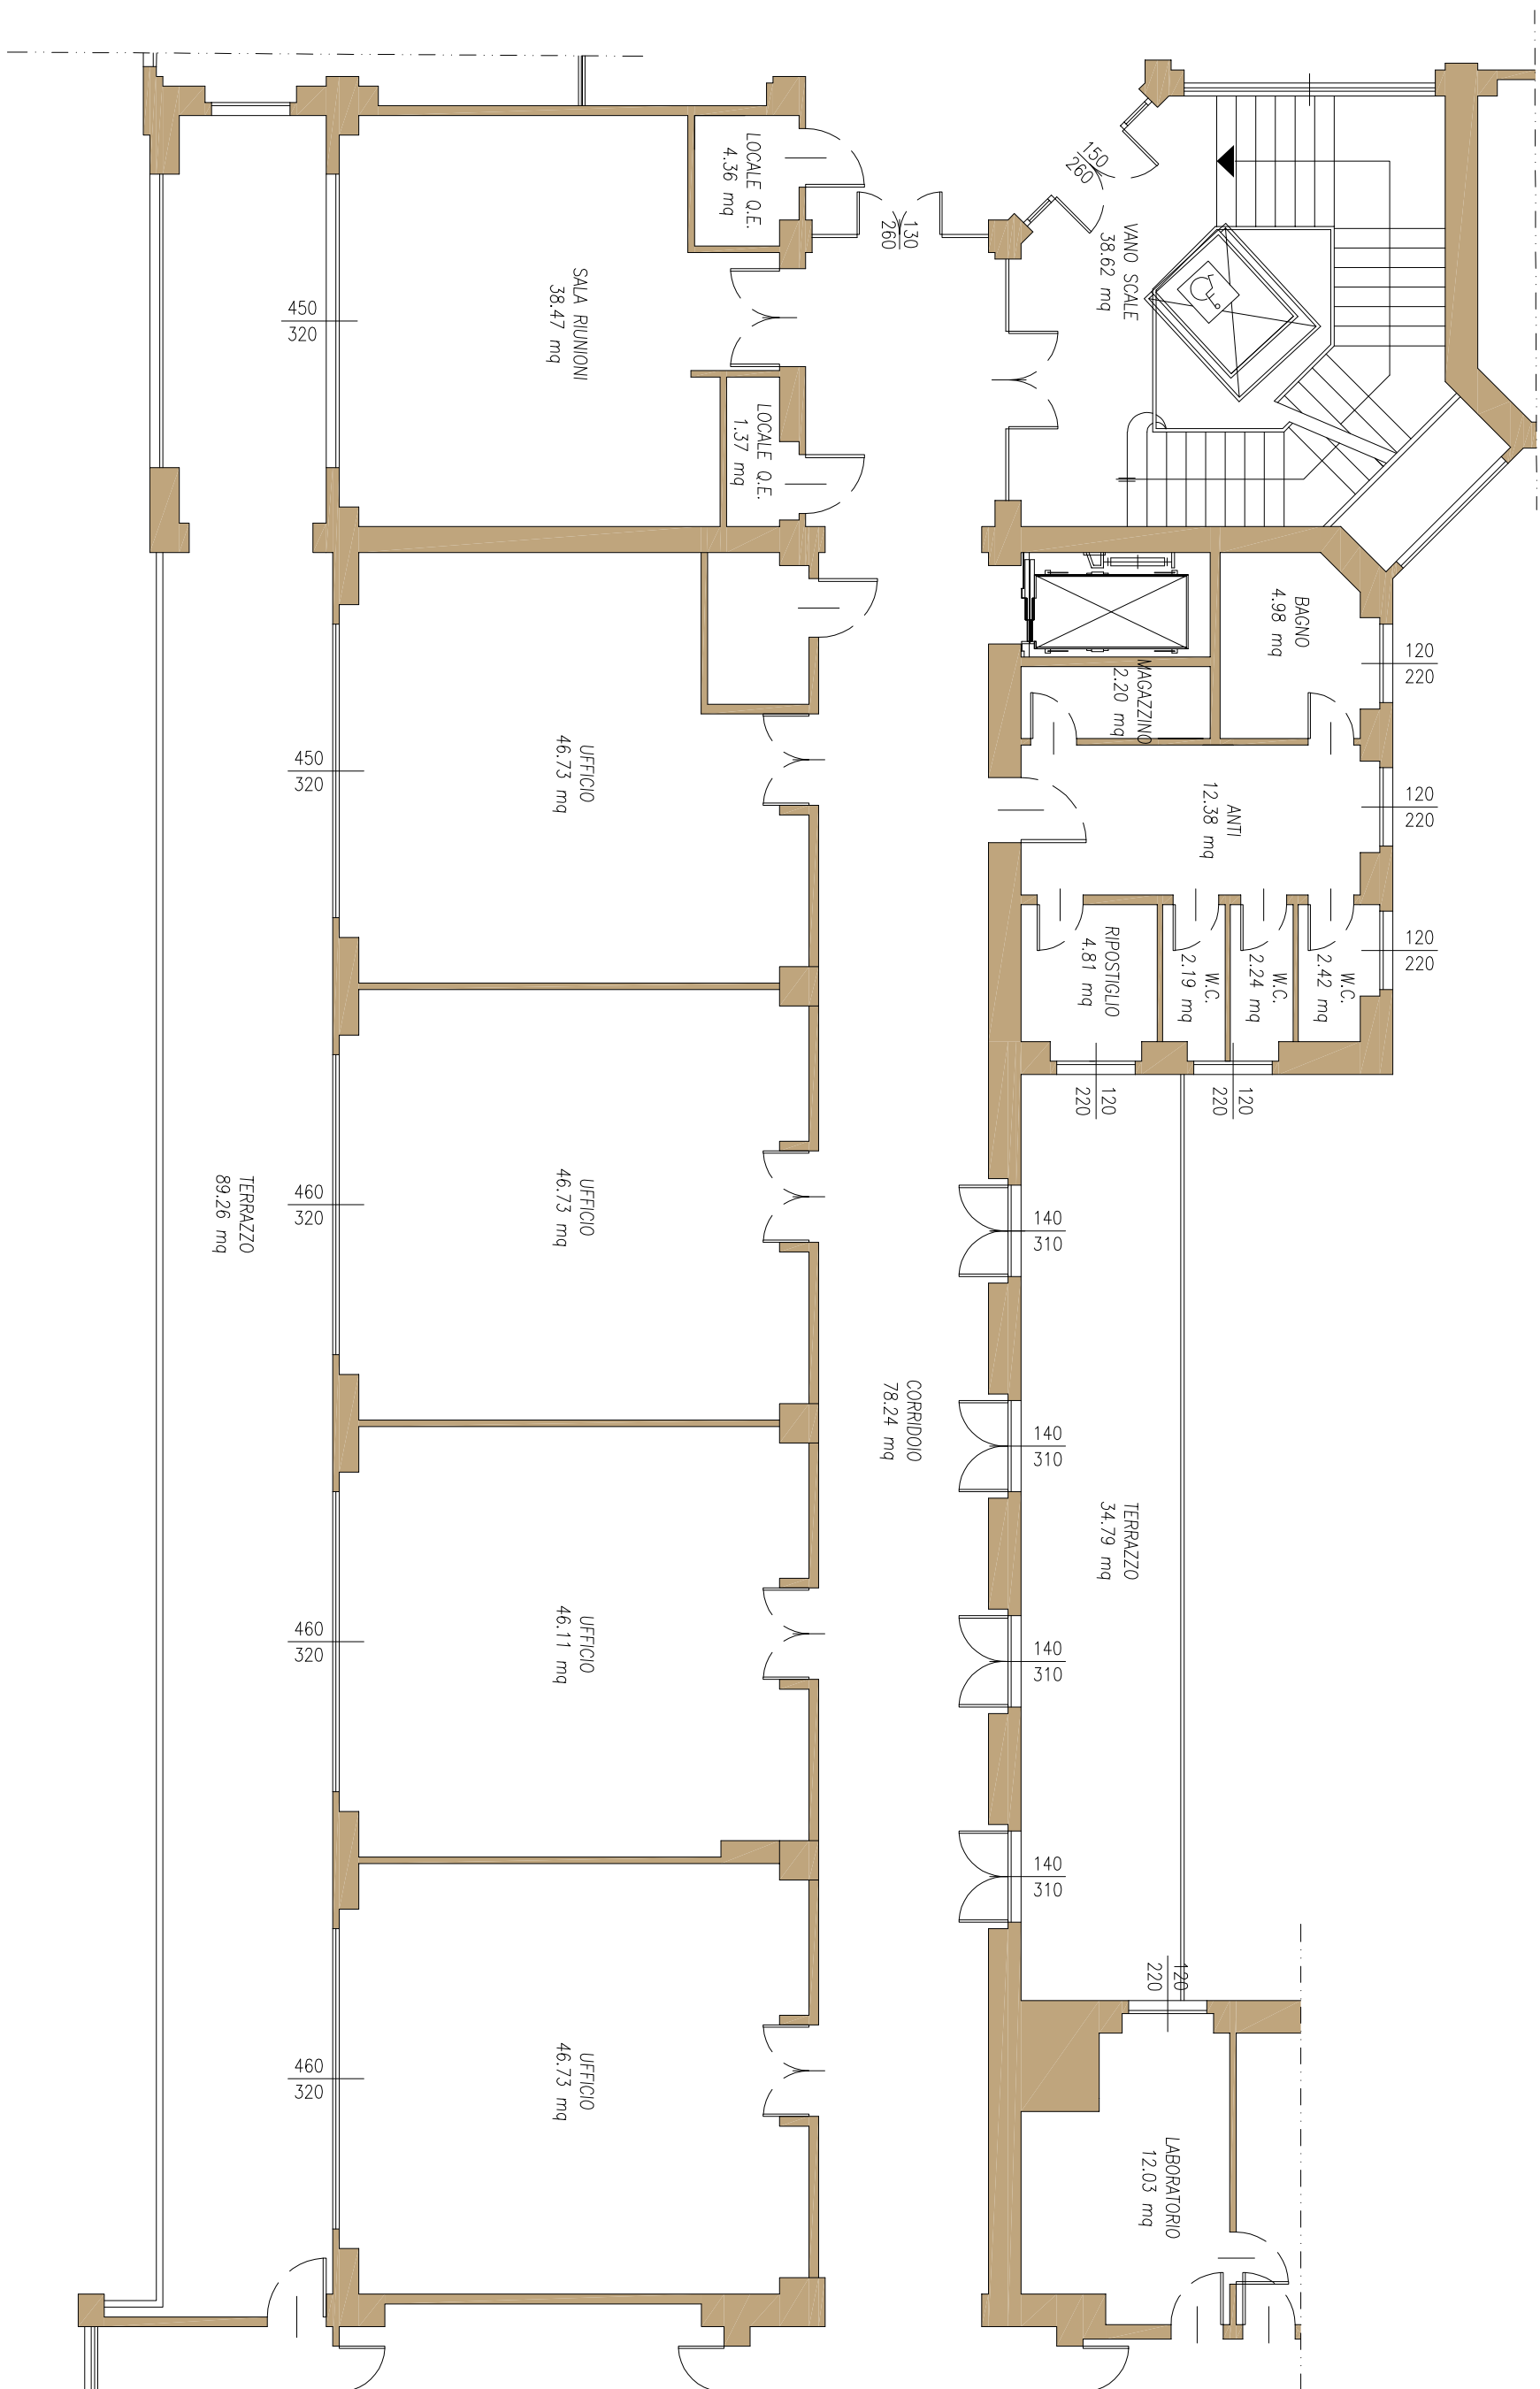 LOCALE Q.E.
4.36 mq
150
260
130
260
VANO SCALE
38.62 mq
SALA RIUNIONI
38.47 mq
450
320
LOCALE Q.E.
1.37 mq
BAGNO
4.98 mq
120
220
MAGAZZINO
2.20 mq
UFFICIO
46.73 mq
450
320
ANTI
12.38 mq
120
220
120
220
RIPOSTIGLIO
4.81 mq
W.C.
2.19 mq
W.C.
2.24 mq
W.C.
2.42 mq
120
220
120
220
TERRAZZO
89.26 mq
460
320
UFFICIO
46.73 mq
140
310
CORRIDOIO
78.24 mq
140
310
TERRAZZO
34.79 mq
460
320
UFFICIO
46.11 mq
140
310
140
310
120
220
460
320
UFFICIO
46.73 mq
LABORATORIO
12.03 mq